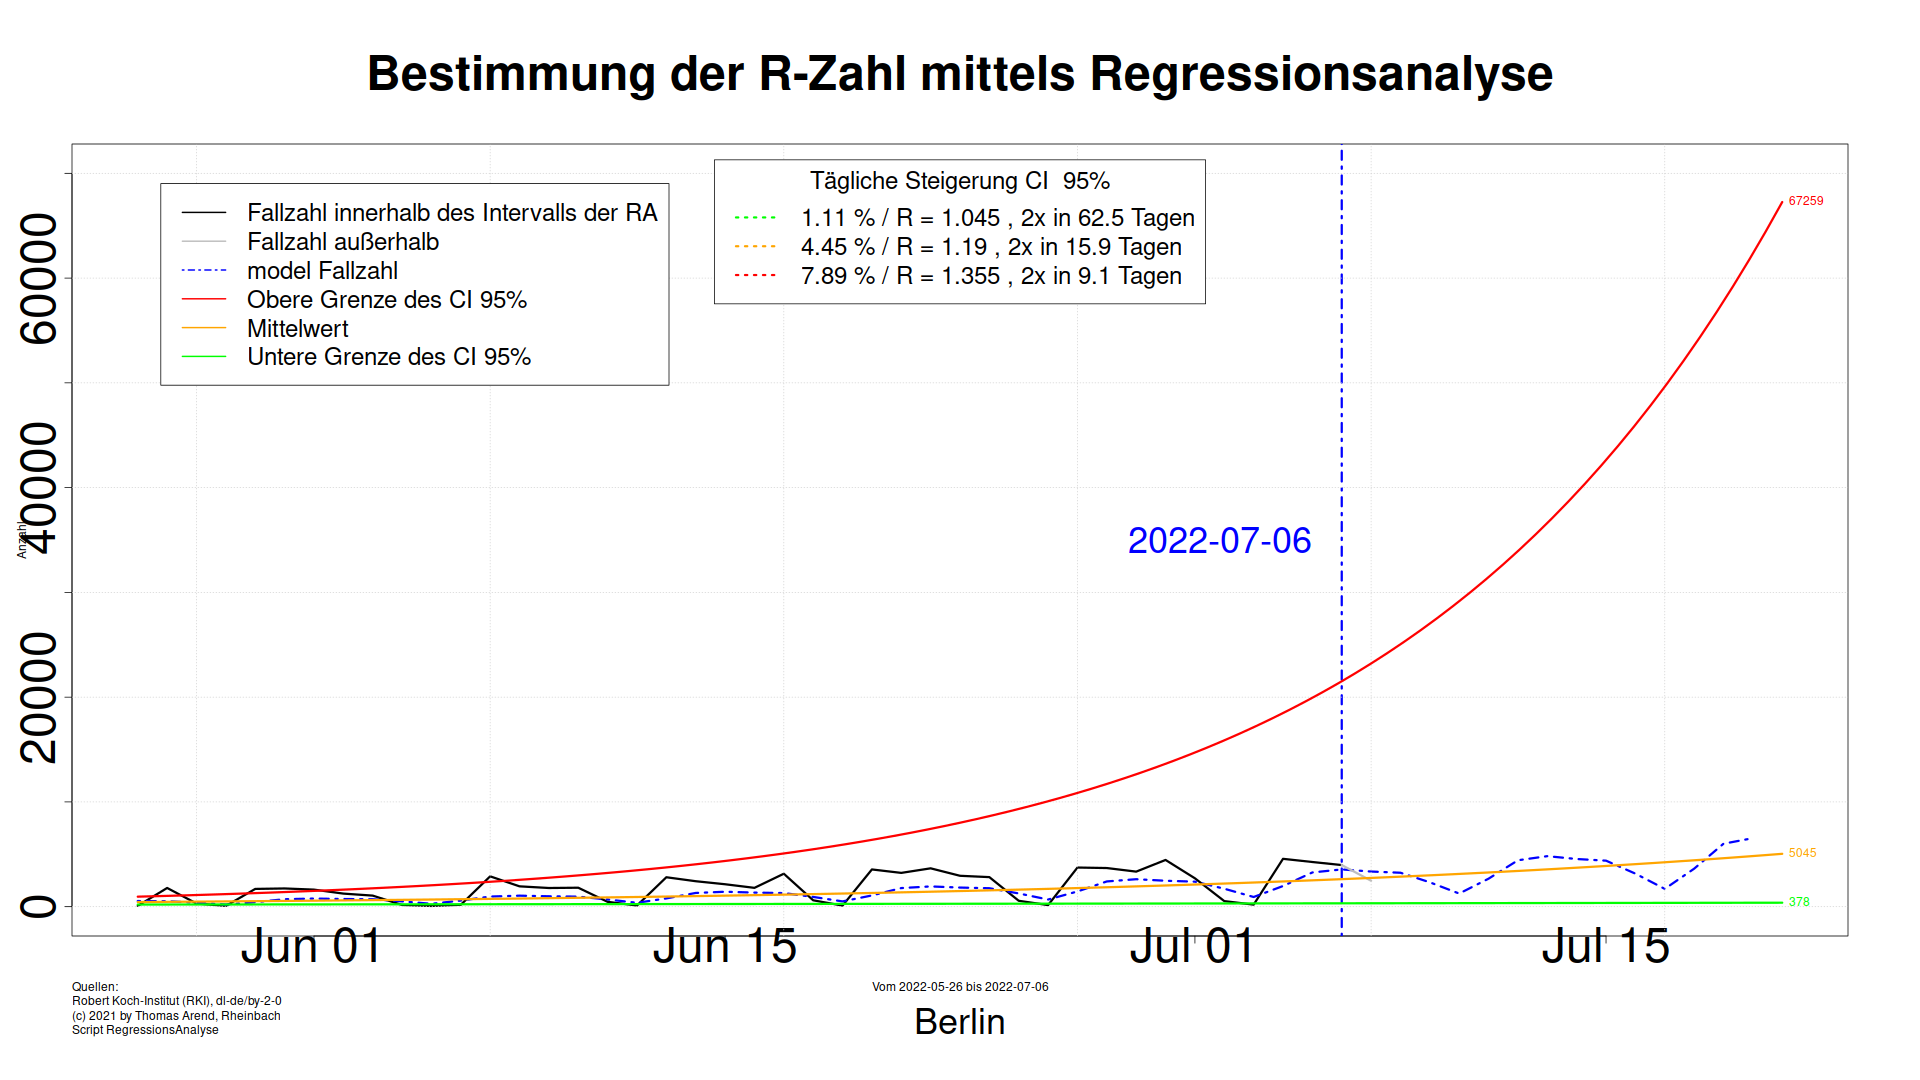 Bestimmung der R-Zahl mittels Regressionsanalyse
Fallzahl innerhalb des Intervalls der RA
Fallzahl außerhalb
model Fallzahl
Obere Grenze des CI 95%
Mittelwert
Untere Grenze des CI 95%
Tägliche Steigerung CI 95%
1.11 % / R = 1.045 , 2x in 62.5 Tagen
4.45 % / R = 1.19 , 2x in 15.9 Tagen
7.89 % / R = 1.355 , 2x in 9.1 Tagen
67259
60000
40000
20000
0
Anzahl
2022-07-06
5045
378
Jun 01
Jun 15
Jul 01
Jul 15
Quellen:
Robert Koch-Institut (RKI), dl-de/by-2-0
(c) 2021 by Thomas Arend, Rheinbach
Script RegressionsAnalyse
Vom 2022-05-26 bis 2022-07-06
Berlin